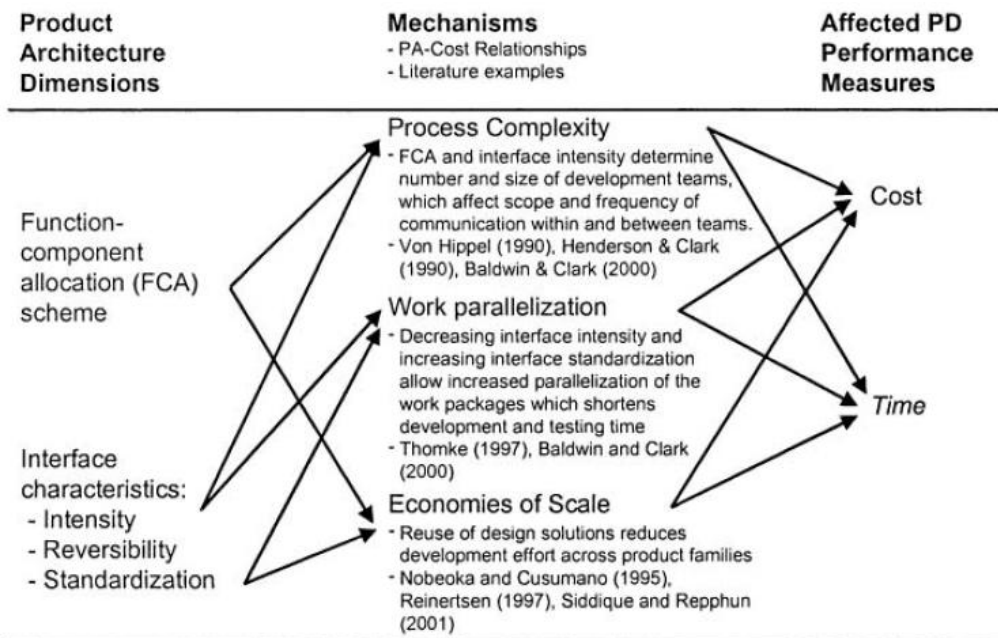 Product
Architecture
Dimensions
Mechanisms
- PA-Cost Relationships
- Literature examples
Affected PD
Performance
Measures
Function-
component
allocation (FCA)
scheme
Interface
characteristics:
- Intensity
- Reversibility
- Standardization
Process Complexity
- FCA and interface intensity determine
number and size of development teams,
which affect scope and frequency of
communication within and between teams.
- Von Hippel (1990), Henderson & Clark
(1990), Baldwin & Clark (2000)
Work parallelization
- Decreasing interface intensity and
increasing interface standardization
allow increased parallelization of the
work packages which shortens
development and testing time
- Thomke (1997), Baldwin and Clark
(2000)
Economies of Scale
- Reuse of design solutions reduces
development effort across product families
- Nobeoka and Cusumano (1995),
Reinertsen (1997), Siddique and Repphun
(2001)
Cost
Time